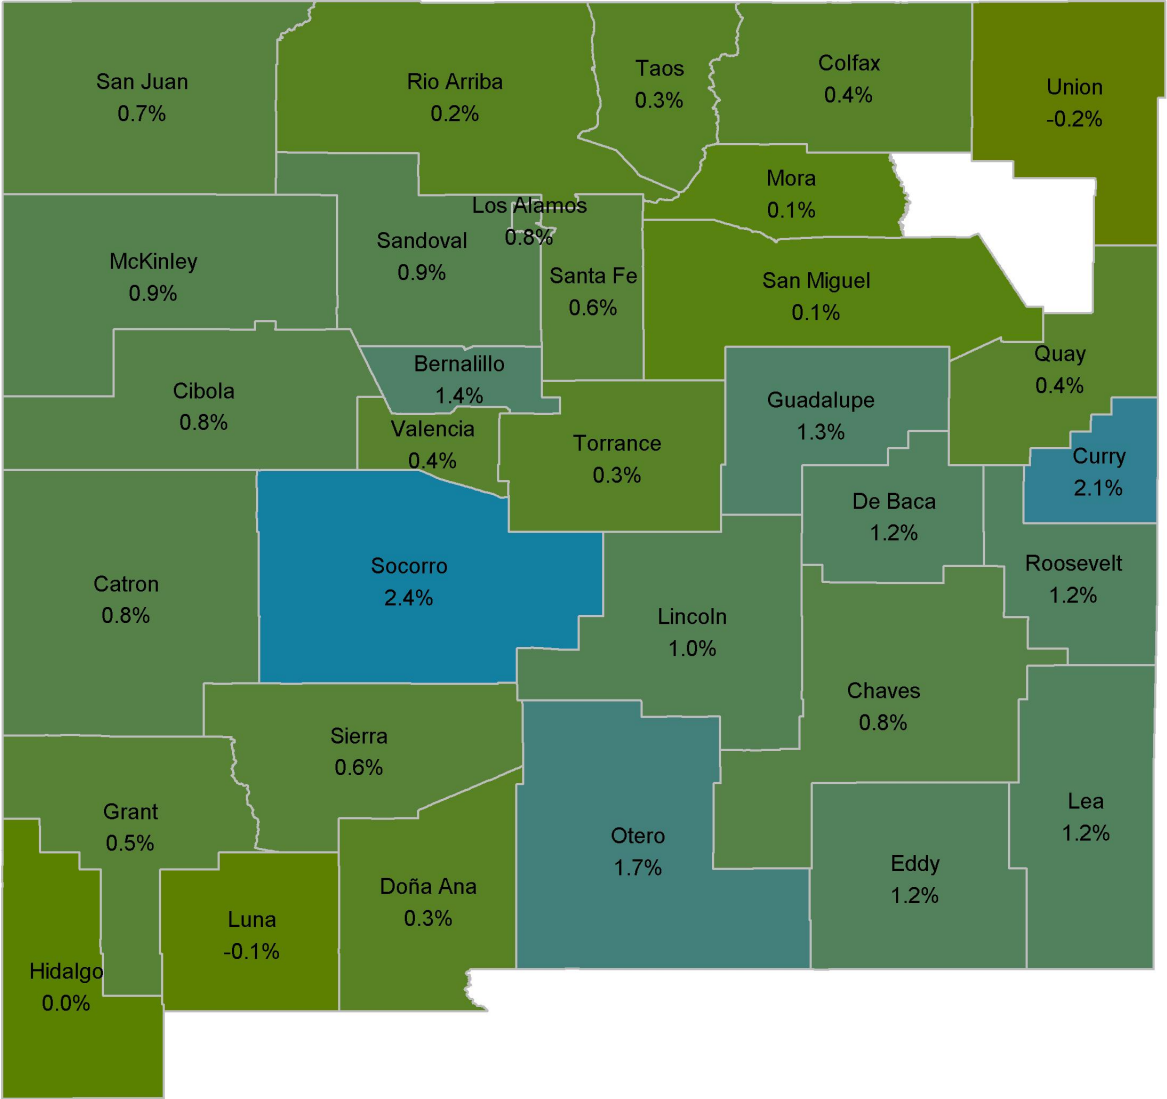 San Juan
0.7%
Rio Arriba
0.2%
Taos
0.3%
Colfax
0.4%
Union
-0.2%
Mora
0.1%
Los Alamos
0.8%
Sandoval
0.9%
McKinley
0.9%
Santa Fe
0.6%
San Miguel
0.1%
Quay
0.4%
Bernalillo
1.4%
Cibola
0.8%
Guadalupe
1.3%
Valencia
0.4%
Torrance
0.3%
Curry
2.1%
De Baca
1.2%
Roosevelt
1.2%
Socorro
2.4%
Catron
0.8%
Lincoln
1.0%
Chaves
0.8%
Sierra
0.6%
Grant
0.5%
Lea
1.2%
Otero
1.7%
Eddy
1.2%
Doña Ana
0.3%
Luna
-0.1%
Hidalgo
0.0%